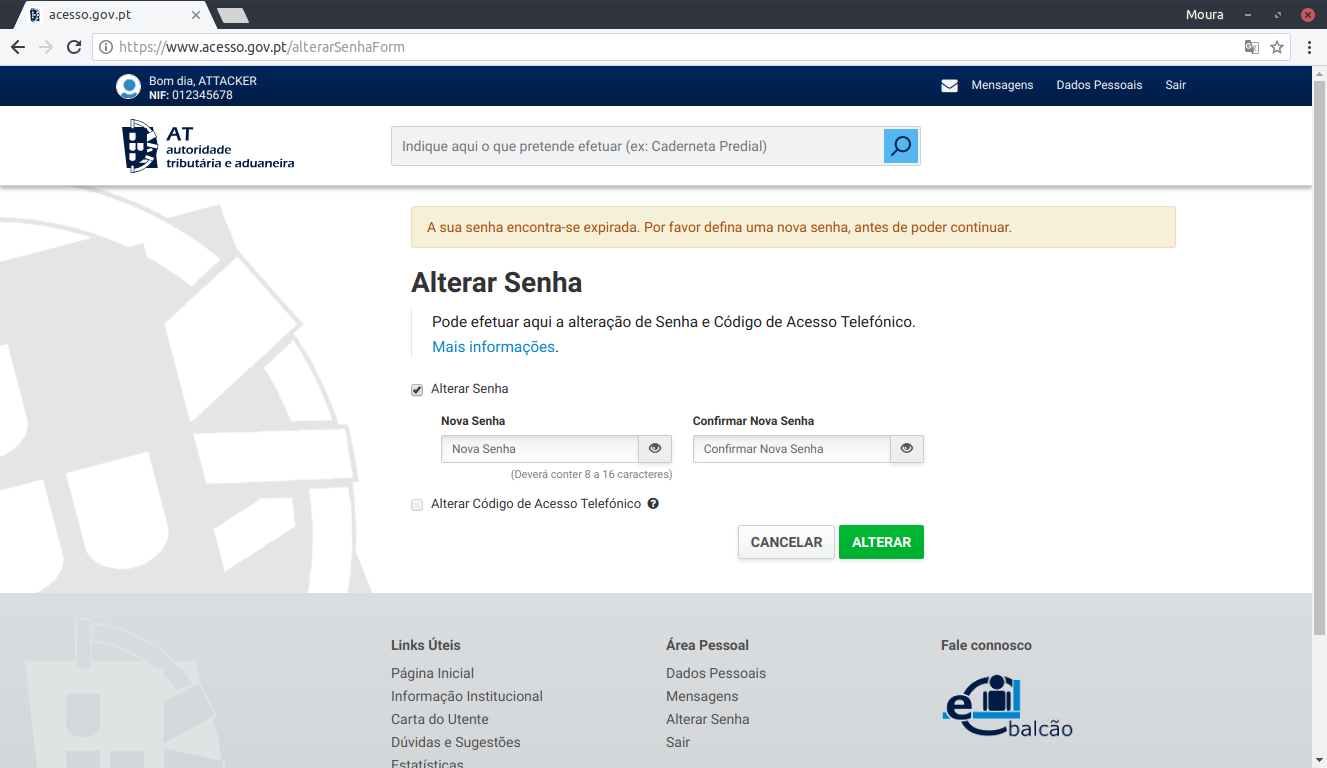 acesso.gov.pt
Moura
https://www.acesso.gov.pt/alterarSenhaForm
Bom dia, ATTACKER
NIF: 012345678
Mensagens
Dados Pessoais
Sair
AT
autoridade
tributária e aduaneira
Indique aqui o que pretende efetuar (ex: Caderneta Predial)
A sua senha encontra-se expirada. Por favor defina uma nova senha, antes de poder continuar.
Alterar Senha
Pode efetuar aqui a alteração de Senha e Código de Acesso Telefónico.
Mais informações.
Alterar Senha
Nova Senha
Confirmar Nova Senha
Nova Senha
Confirmar Nova Senha
(Deverá conter 8 a 16 caracteres)
Alterar Código de Acesso Telefónico
CANCELAR
ALTERAR
Links Úteis
Página Inicial
Informação Institucional
Carta do Utente
Dúvidas e Sugestões
Estatísticas
Área Pessoal
Dados Pessoais
Mensagens
Alterar Senha
Sair
Fale connosco
e
balcão